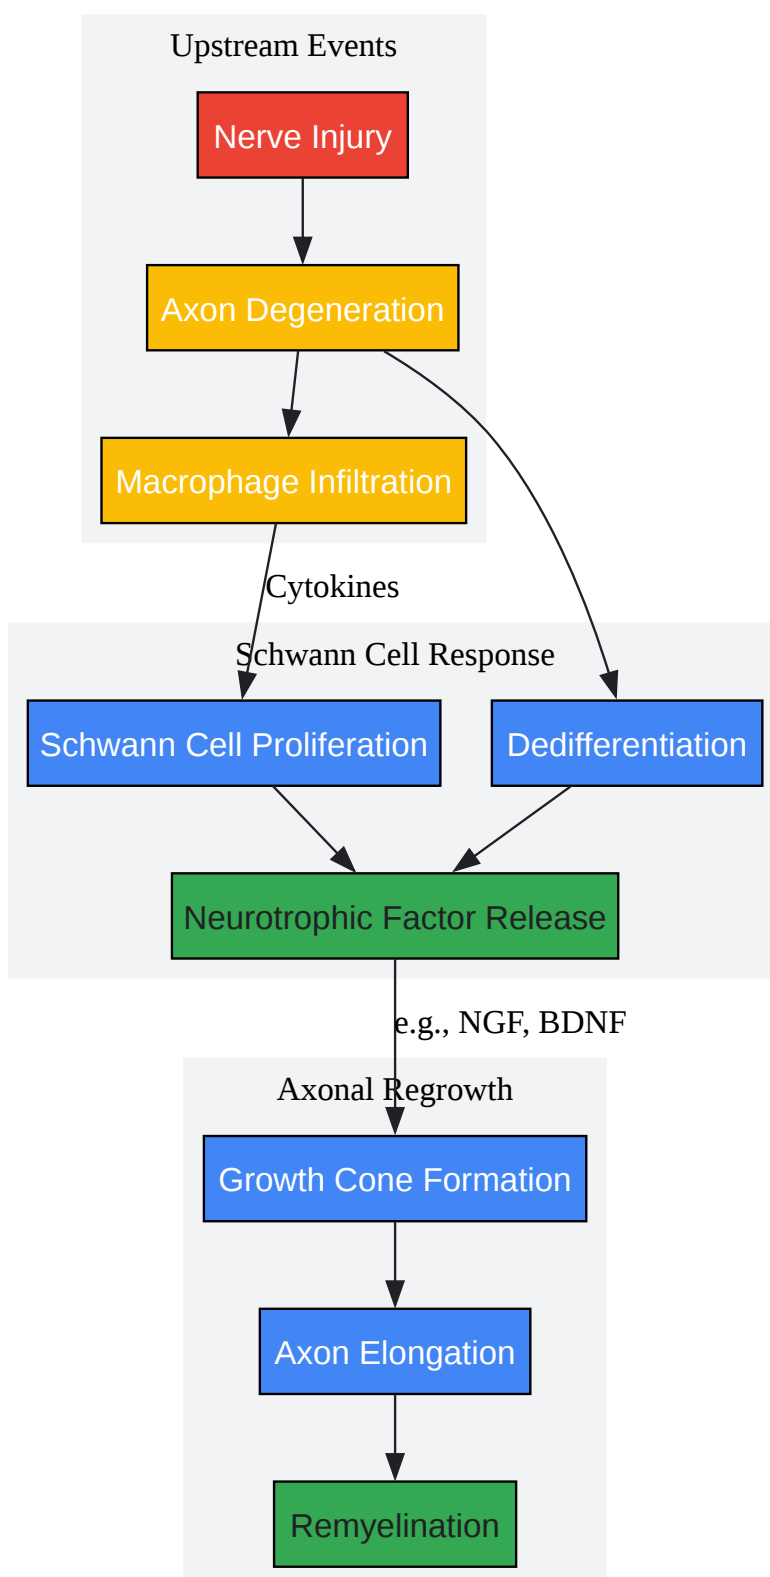 Upstream Events
Nerve Injury
Axon Degeneration
Macrophage Infiltration
Cytokines
Schwann Cell Response
Schwann Cell Proliferation
Dedifferentiation
Neurotrophic Factor Release
e.g., NGF, BDNF
Axonal Regrowth
Growth Cone Formation
Axon Elongation
Remyelination